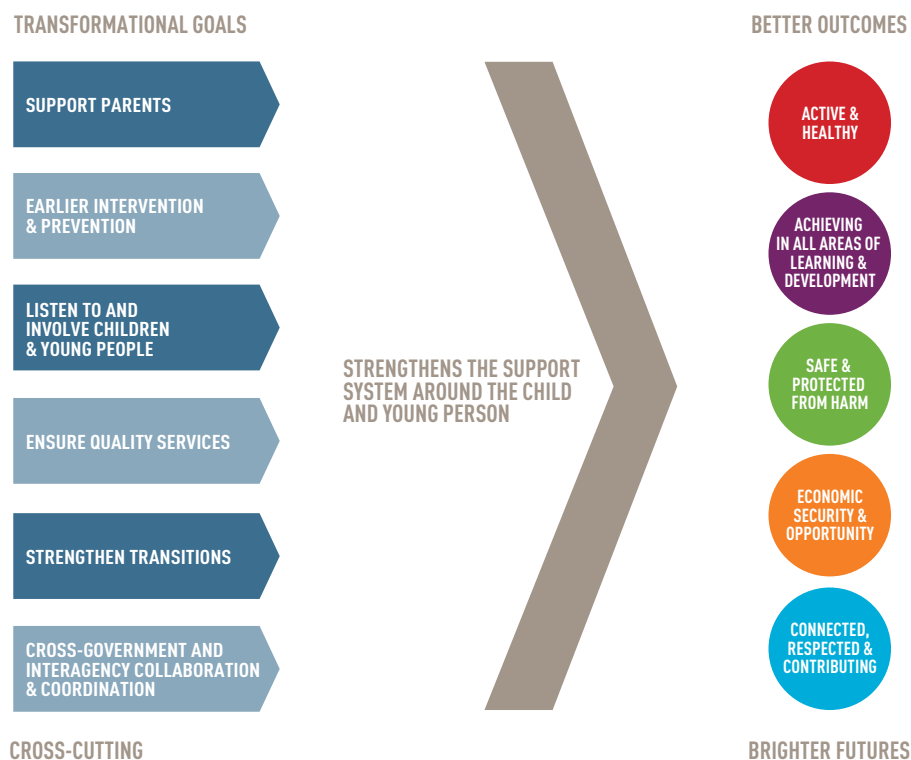 TRANSFORMATIONAL GOALS
SUPPORT PARENTS
EARLIER INTERVENTION
& PREVENTION
LISTEN TO AND
INVOLVE CHILDREN
& YOUNG PEOPLE
ENSURE QUALITY SERVICES
STRENGTHEN TRANSITIONS
CROSS-GOVERNMENT AND
INTERAGENCY COLLABORATION
& COORDINATION
CROSS-CUTTING
STRENGTHENS THE SUPPORT
SYSTEM AROUND THE CHILD
AND YOUNG PERSON
BETTER OUTCOMES
ACTIVE &
HEALTHY
ACHIEVING
IN ALL AREAS OF
LEARNING &
DEVELOPMENT
SAFE &
PROTECTED
FROM HARM
ECONOMIC
SECURITY &
OPPORTUNITY
CONNECTED,
RESPECTED &
CONTRIBUTING
BRIGHTER FUTURES